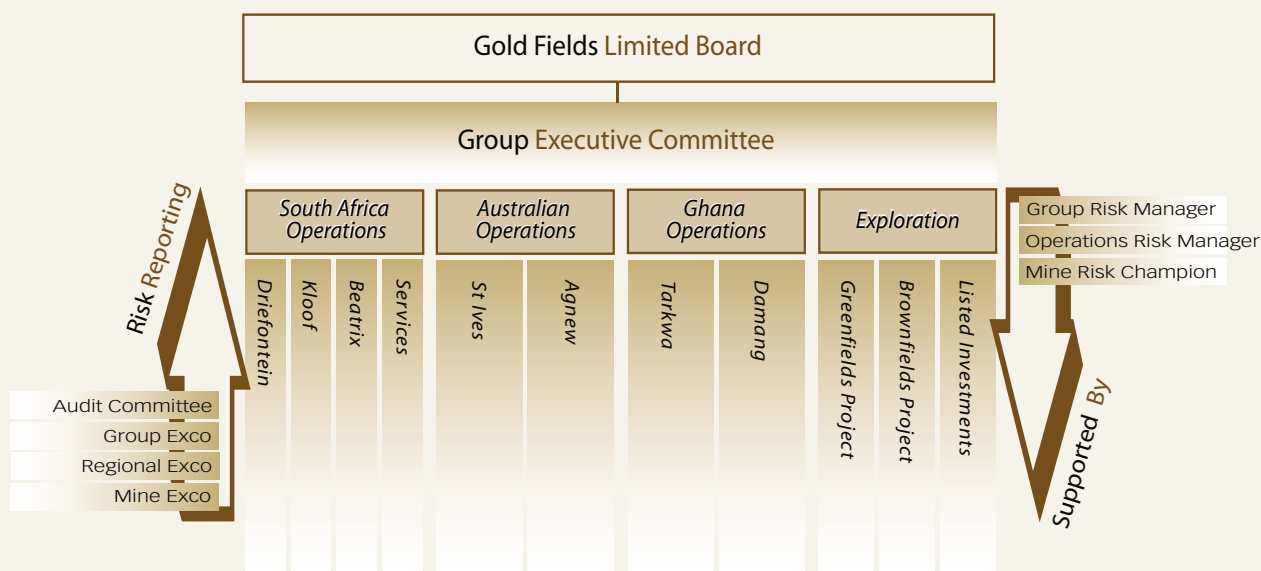 Gold Fields Limited Board
Group Executive Committee
Risk Reporting
South Africa
Operations
Australian
Operations
Ghana
Operations
Exploration
Group Risk Manager
Operations Risk Manager
Mine Risk Champion
Driefontein
Kloof
Beatrix
Services
St Ives
Agnew
Tarkwa
Damang
Greenfields Project
Brownfields Project
Listed Investments
Audit Committee
Group Exco
Regional Exco
Mine Exco
Supported By